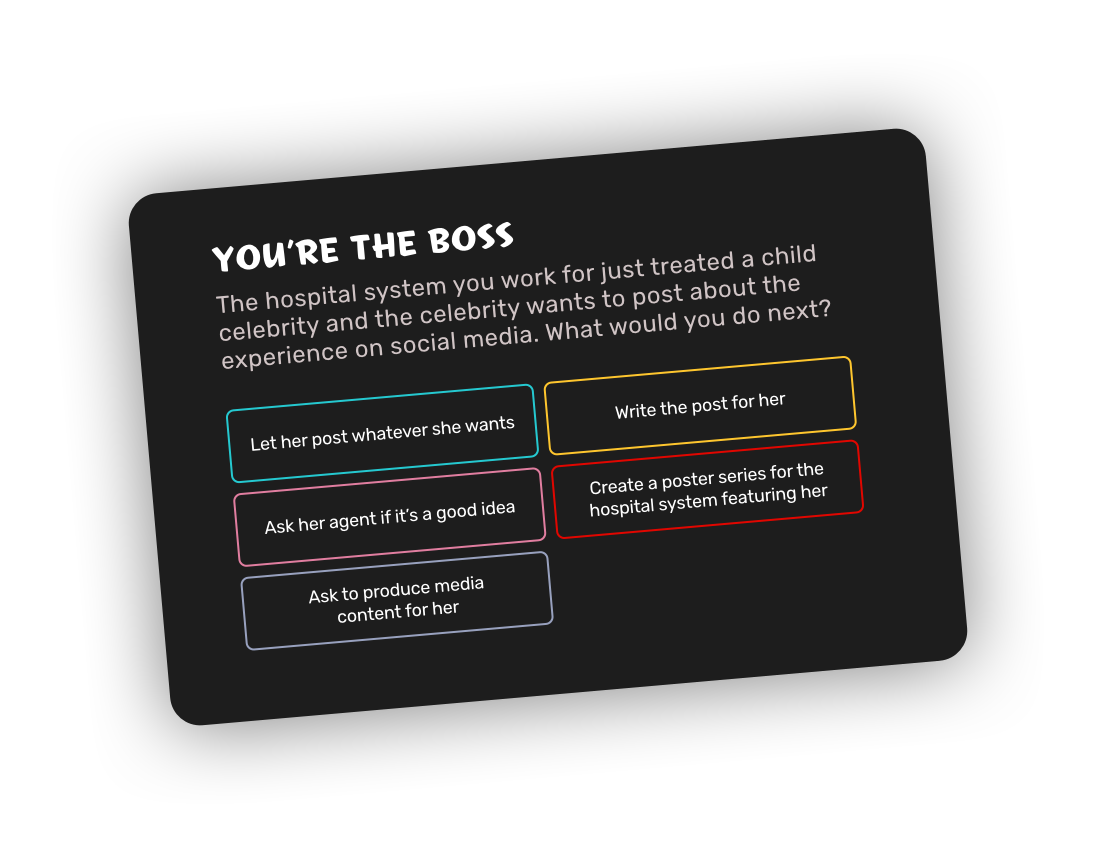 YOU'RE THE BOSS
The hospital system you work for just treated a child
celebrity and the celebrity wants to post about the
experience on social media. What would you do next?
Let her post whatever she wants
Write the post for her
Ask her agent if it's a good idea
Create a poster series for the
hospital system featuring her
Ask to produce media
content for her